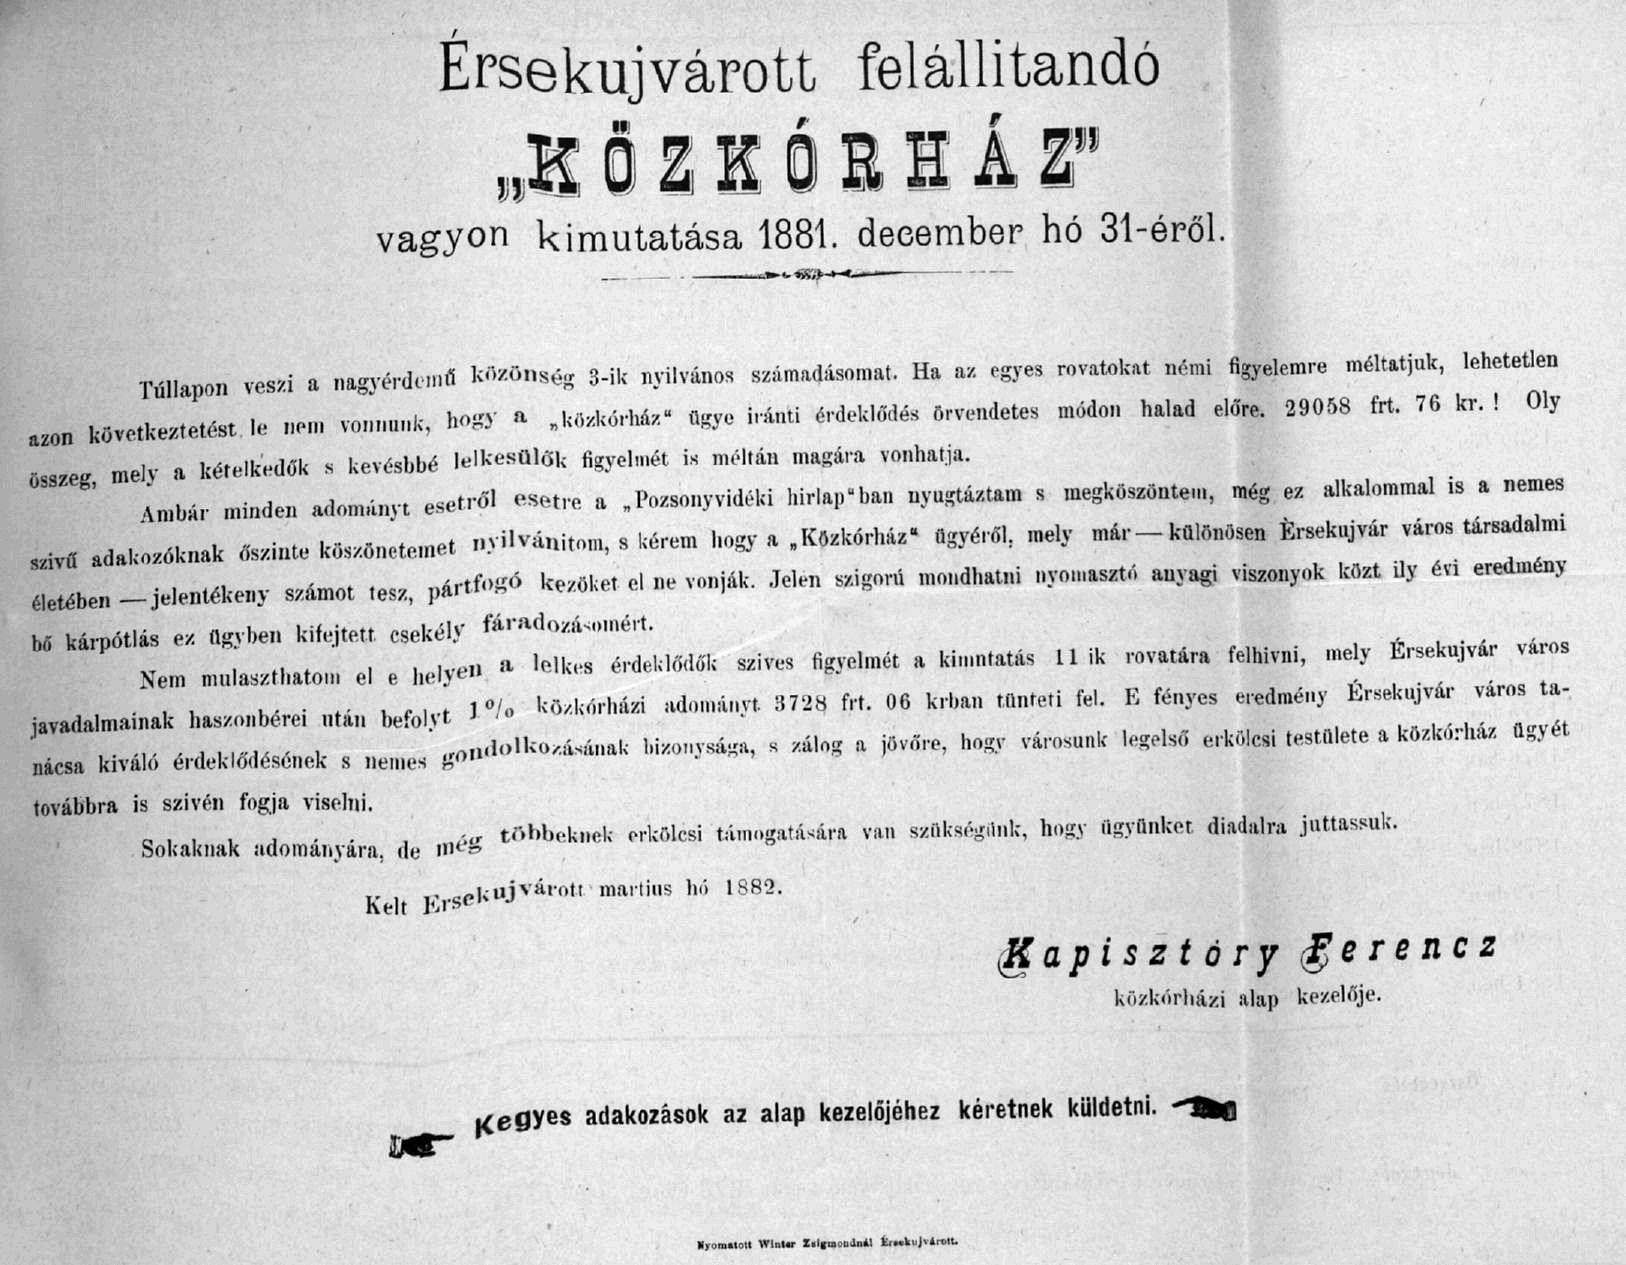 Érsekujvárott felállitandó
„KÖZKÓRHÁZ”
vagyon kimutatása 1881. december hó 31-éről.
Túllapon veszi a nagyérdemű közönség 3-ik nyilvános számadásomat. Ha az egyes rovatokat némi figyelemre méltatjuk, lehetetlen
azon következtetést le nem vonnunk, hogy a „közkórház“ ügye iránti érdeklődés örvendetes módon halad előre. 29058 frt. 76 kr. ! Oly
összeg, mely a kételkedők s kevésbbé lelkesülők figyelmét is méltán magára vonhatja.
Ambár minden adományt esetről esetre a „Pozsonyvidéki hirlap“ban nyugtáztam s megköszöntem, még ez alkalommal is a nemes
szivű adakozóknak őszinte köszönetemet nyilvánitom, s kérem hogy a „Közkórház“ ügyéről, mely már — különösen Èrsekujvár város társadalmi
életében — jelentékeny számot tesz, pártfogó kezöket el ne vonják. Jelen szigorú mondhatni nyomasztó anyagi viszonyok közt ily évi eredmény
bő kárpótlás ez ügyben kifejtett csekély fáradozásomért.
Nem mulaszthatom el e helyen a lelkes érdeklődők szives figyelmét a kimntatás 11 ik rovatára felhivni, mely Érsekujvár város
javadalmainak haszonbérei után befolyt 1% közkórházi adományt 3728 frt. 06 krban tünteti fel. E fényes eredmény Érsekujvár város ta-
nácsa kiváló érdeklődésének s nemes gondolkozásának bizonysága, s zálog a jövőre, hogy városunk legelső erkölcsi testülete a közkórház ügyét
továbbra is szivén fogja viselni.
Sokaknak adományára, de még többeknek erkölcsi támogatására van szükségünk, hogy ügyünket diadalra juttassuk.
Kelt Ersekujvárott martius hó 1882.
Kapisztóry Ferencz
közkórházi alap kezelője.
Kegyes adakozások az alap kezelőjéhez kéretnek küldetni.
Nyomatott Winter Zsigmondnál Érsekujvárott.